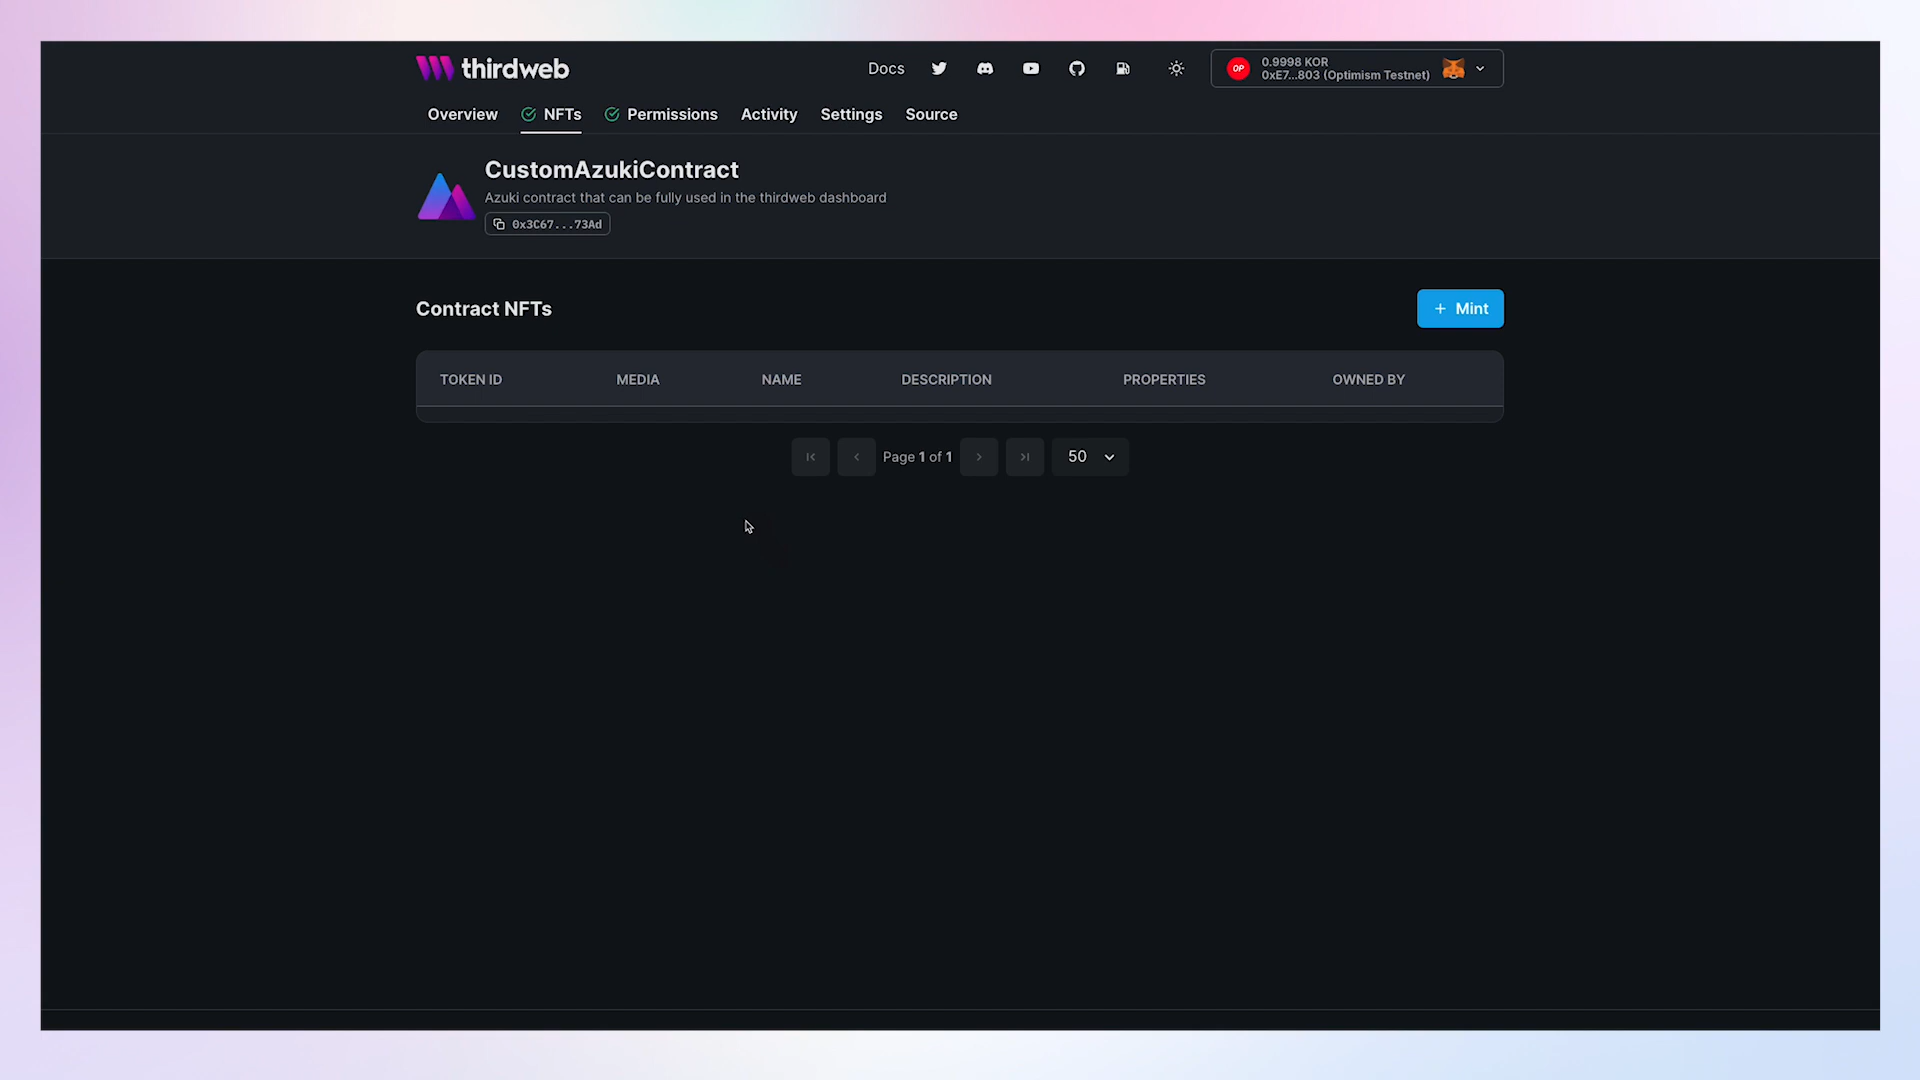 thirdweb
Docs
OP
0.9998 KOR
0xE7...803 (Optimism Testnet)
Overview
NFTs
Permissions
Activity
Settings
Source
CustomAzukiContract
Azuki contract that can be fully used in the thirdweb dashboard
0x3C67...73Ad
Contract NFTs
+ Mint
TOKEN ID MEDIA NAME DESCRIPTION PROPERTIES OWNED BY
Page 1 of 1
50